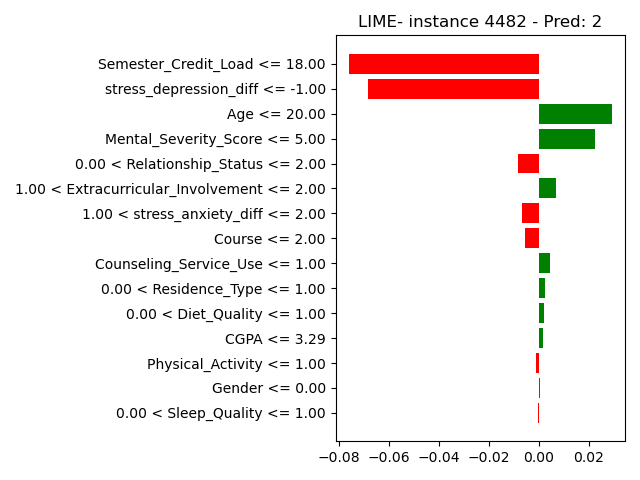 LIME- instance 4482 - Pred: 2
Semester_Credit_Load <= 18.00
stress_depression_diff <= -1.00
Age <= 20.00
Mental_Severity_Score <= 5.00
0.00 < Relationship_Status <= 2.00
1.00 < Extracurricular_Involvement <= 2.00
1.00 < stress_anxiety_diff <= 2.00
Course <= 2.00
Counseling_Service_Use <= 1.00
0.00 < Residence_Type <= 1.00
0.00 < Diet_Quality <= 1.00
CGPA <= 3.29
Physical_Activity <= 1.00
Gender <= 0.00
0.00 < Sleep_Quality <= 1.00
−0.08 −0.06 −0.04 −0.02 0.00 0.02